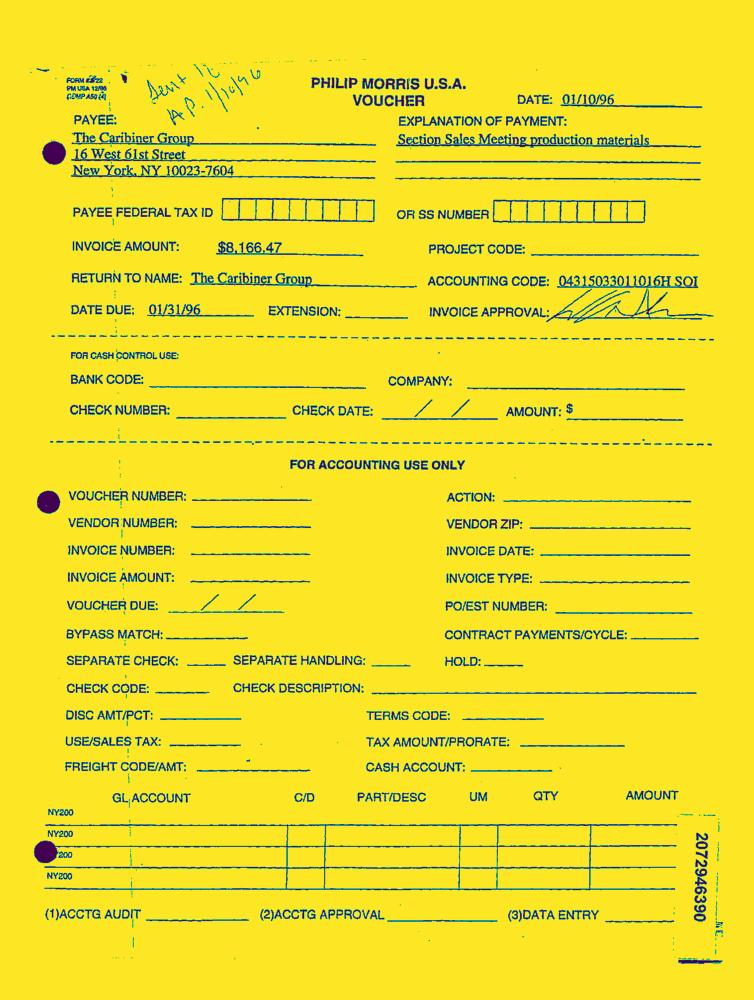 FORM
PM USA 12/95
Sent to
A.P. 1/10/96
PHILIP MORRIS U.S.A.
VOUCHER
DATE: 01/10/96
PAYEE:
The Caribiner Group
16 West 61st Street
New York, NY 10023-7604
EXPLANATION OF PAYMENT:
Section Sales Meeting production materials
PAYEE FEDERAL TAX ID
OR SS NUMBER
INVOICE AMOUNT: $8,166.47
PROJECT CODE:
RETURN TO NAME: The Caribiner Group
ACCOUNTING CODE: 04315033011016H SOI
DATE DUE: 01/31/96 EXTENSION:
INVOICE APPROVAL:
FOR CASH CONTROL USE:
BANK CODE: COMPANY:
CHECK NUMBER: CHECK DATE: / / AMOUNT: $
FOR ACCOUNTING USE ONLY
VOUCHER NUMBER: ACTION:
VENDOR NUMBER: VENDOR ZIP:
INVOICE NUMBER: INVOICE DATE:
INVOICE AMOUNT: INVOICE TYPE:
VOUCHER DUE: / / PO/EST NUMBER:
BYPASS MATCH: CONTRACT PAYMENTS/CYCLE:
SEPARATE CHECK: SEPARATE HANDLING: HOLD:
CHECK CODE: CHECK DESCRIPTION:
DISC AMT/PCT: TERMS CODE:
USE/SALES TAX: TAX AMOUNT/PRORATE:
FREIGHT CODE/AMT: CASH ACCOUNT:
GL ACCOUNT C/D PART/DESC UM QTY AMOUNT
NY200
NY200
200
NY200
(1)ACCTG AUDIT (2)ACCTG APPROVAL (3)DATA ENTRY
2072946390